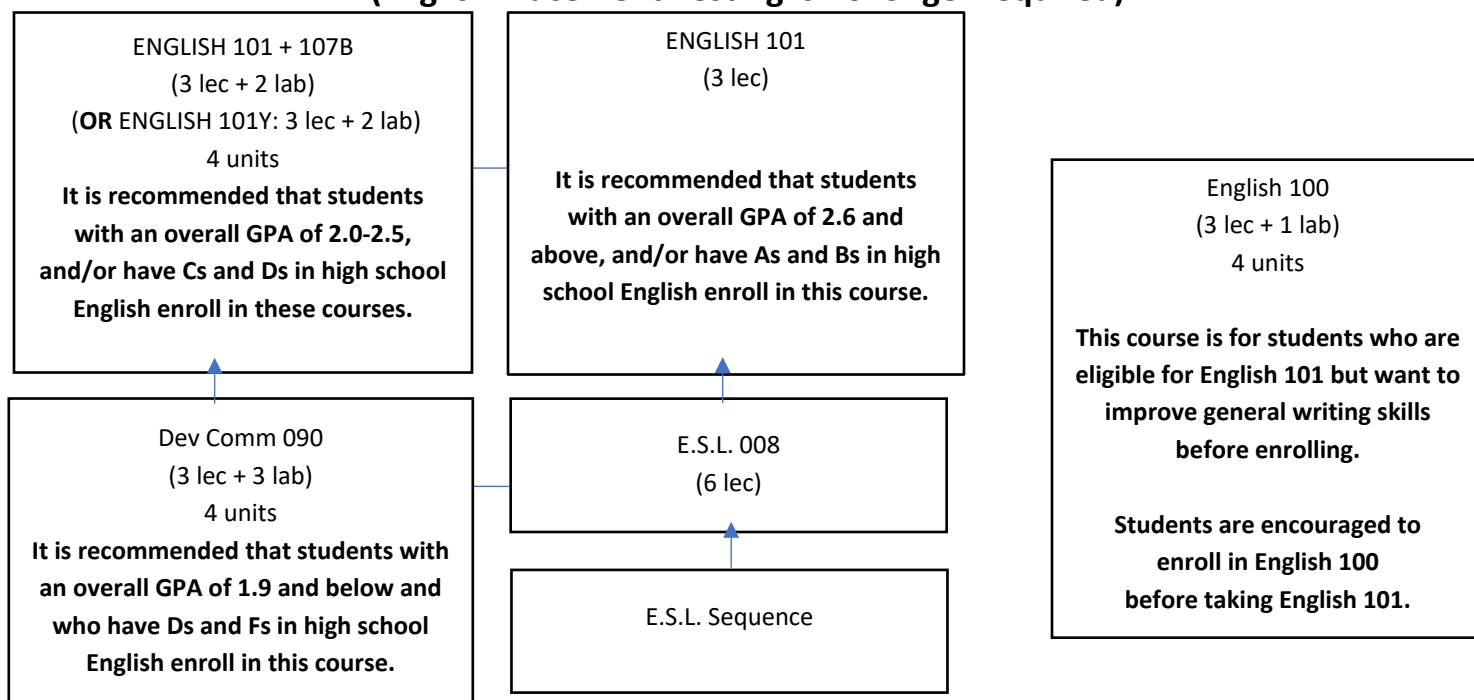 ENGLISH 101 + 107B
(3 lec + 2 lab)
(OR ENGLISH 101Y: 3 lec + 2 lab)
4 units
It is recommended that students
with an overall GPA of 2.0-2.5,
and/or have Cs and Ds in high school
English enroll in these courses.
ENGLISH 101
(3 lec)
It is recommended that students
with an overall GPA of 2.6 and
above, and/or have As and Bs in high
school English enroll in this course.
Dev Comm 090
(3 lec + 3 lab)
4 units
It is recommended that students with
an overall GPA of 1.9 and below and
who have Ds and Fs in high school
English enroll in this course.
E.S.L. 008
(6 lec)
E.S.L. Sequence
English 100
(3 lec + 1 lab)
4 units
This course is for students who are
eligible for English 101 but want to
improve general writing skills
before enrolling.
Students are encouraged to
enroll in English 100
before taking English 101.